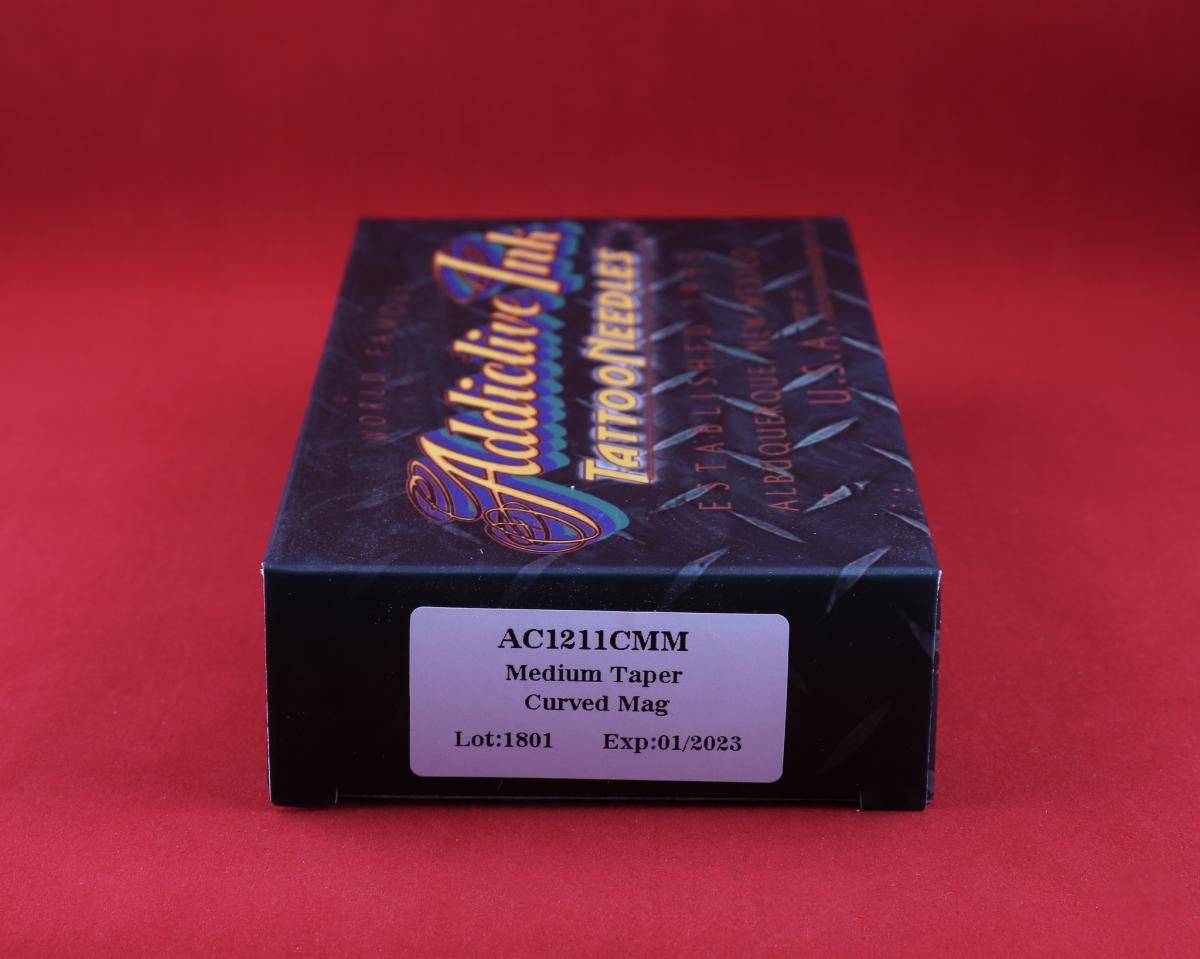 WORLD FAMOUS
Addictive Ink
TATTOO NEEDLES
ESTABLISHED 1995
ALBUQUERQUE, NEW MEXICO
U.S.A.
AC1211CMM
Medium Taper
Curved Mag
Lot:1801 Exp:01/2023